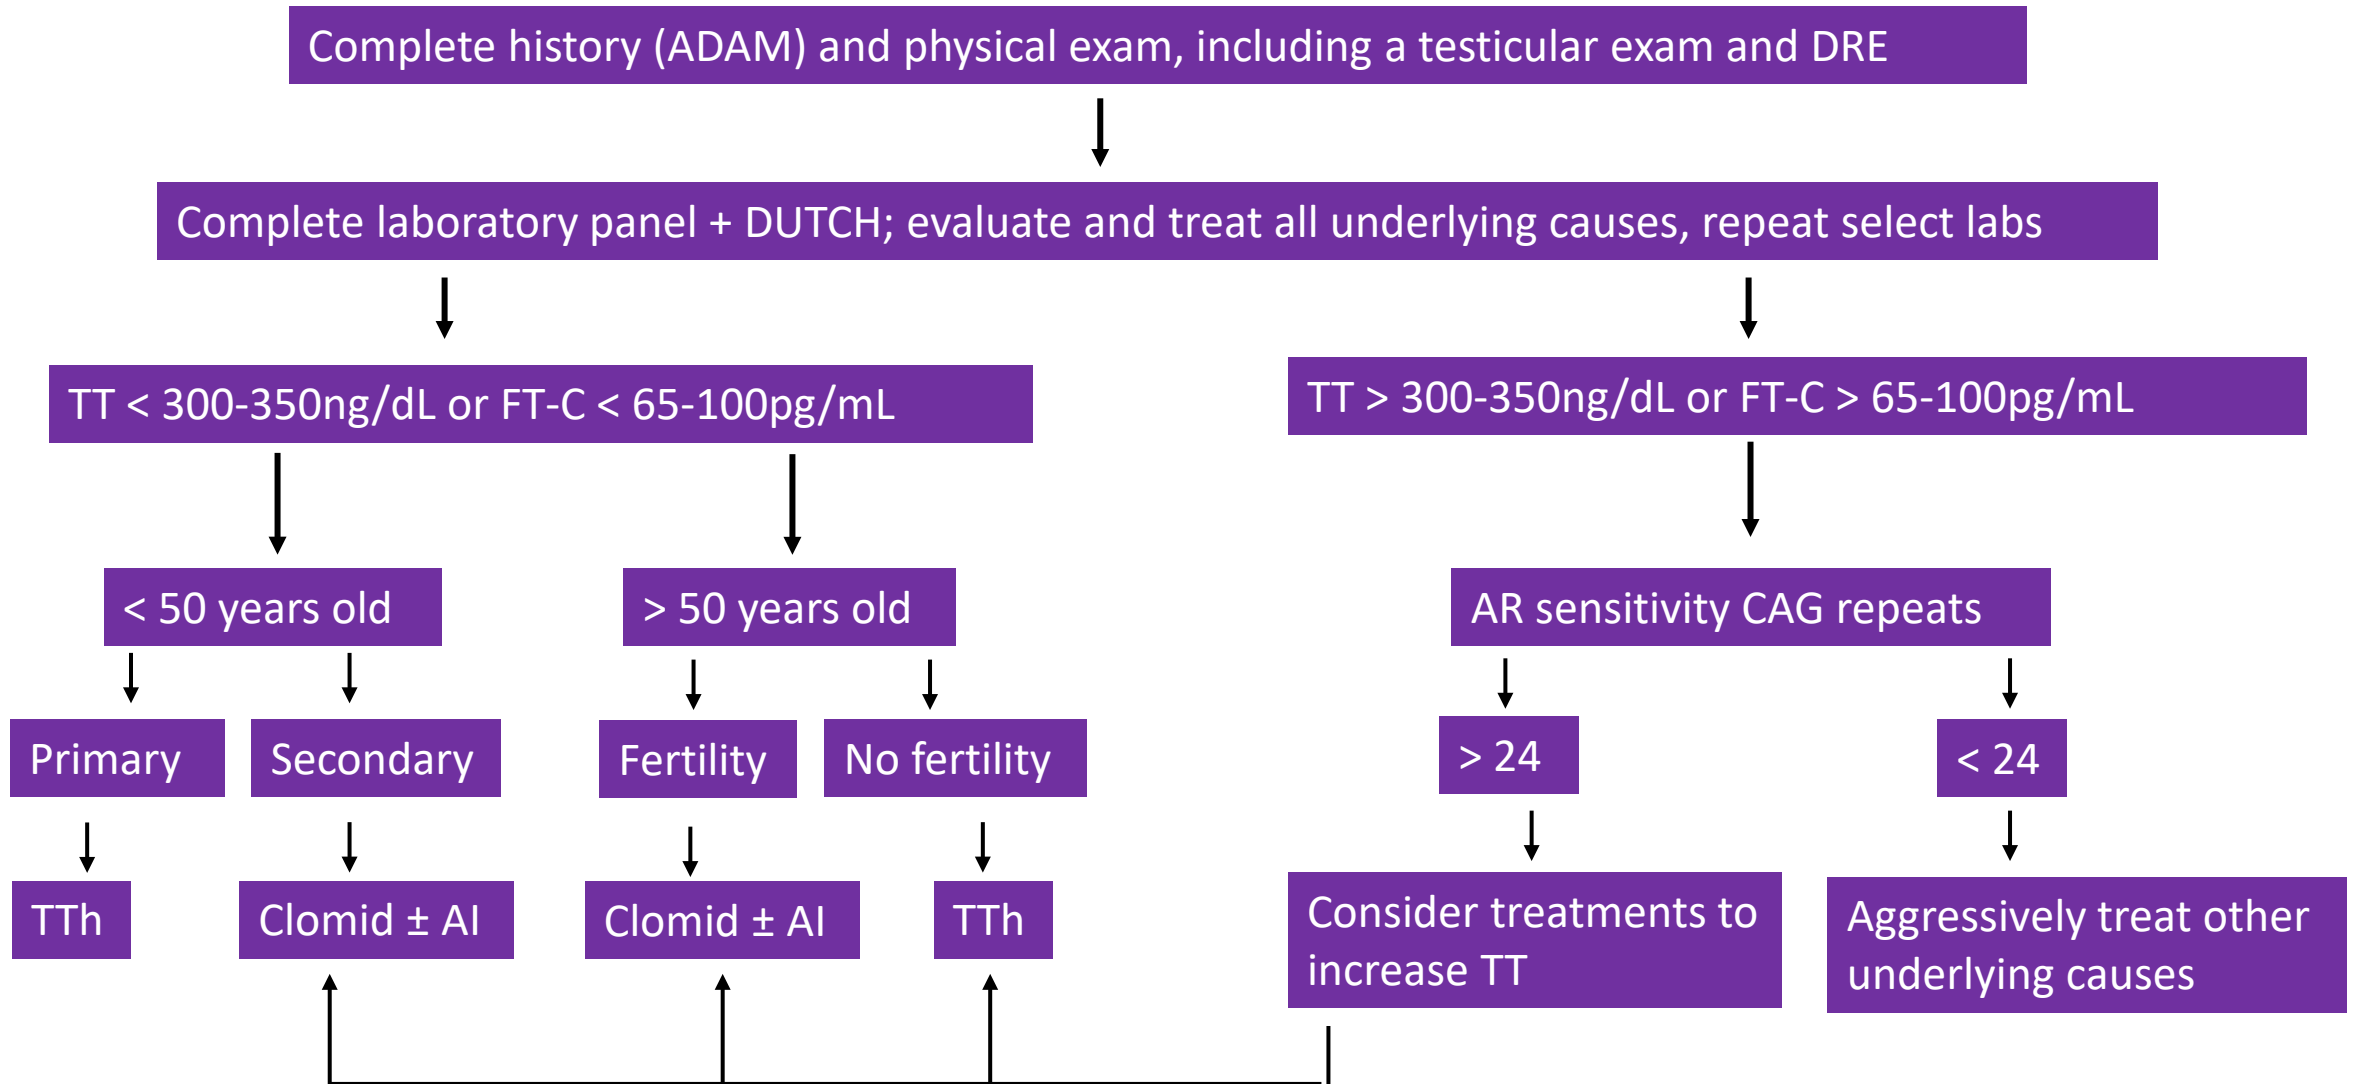 Complete history (ADAM) and physical exam, including a testicular exam and DRE
Complete laboratory panel + DUTCH; evaluate and treat all underlying causes, repeat select labs
TT < 300-350ng/dL or FT-C < 65-100pg/mL
TT > 300-350ng/dL or FT-C > 65-100pg/mL
< 50 years old
> 50 years old
AR sensitivity CAG repeats
Primary
Secondary
Fertility
No fertility
> 24
< 24
TTh
Clomid ± AI
Clomid ± AI
TTh
Consider treatments to
increase TT
Aggressively treat other
underlying causes